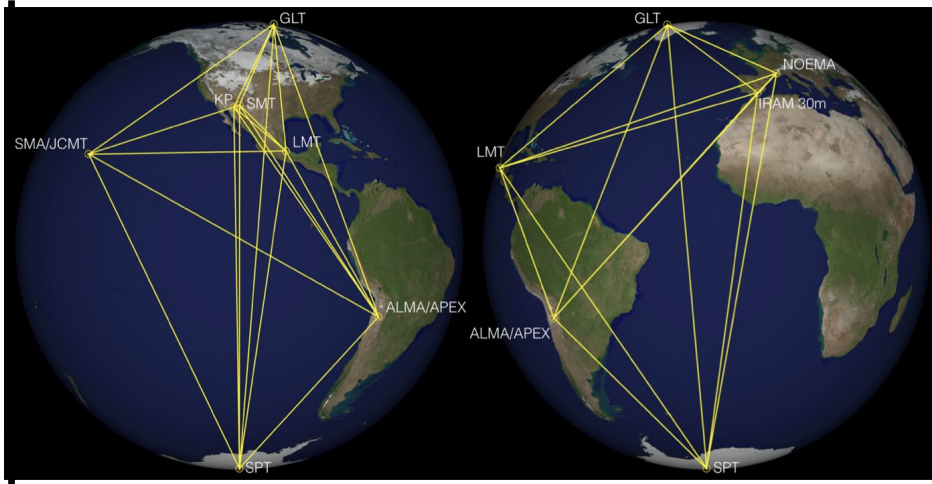 GLT
KP
SMT
SMA/JCMT
LMT
ALMA/APEX
SPT
GLT
NOEMA
IRAM 30m
LMT
ALMA/APEX
SPT